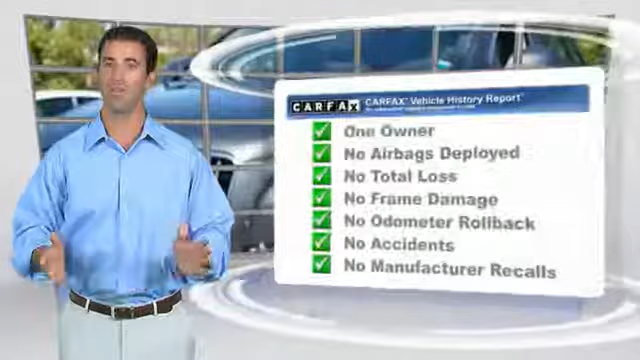 CARFAX CARFAX Vehicle History Report
One Owner
No Airbags Deployed
No Total Loss
No Frame Damage
No Odometer Rollback
No Accidents
No Manufacturer Recalls